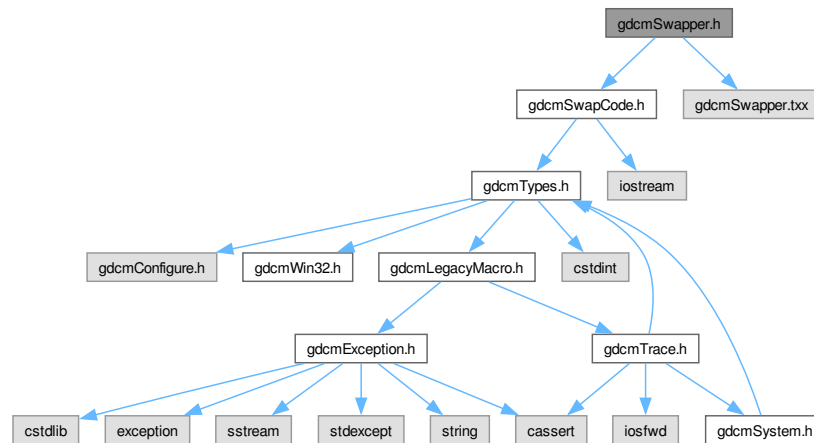 gdcmSwapper.h
gdcmSwapCode.h
gdcmSwapper.txx
gdcmTypes.h
iostream
gdcmConfigure.h
gdcmWin32.h
gdcmLegacyMacro.h
cstdint
gdcmException.h
gdcmTrace.h
cstdlib
exception
sstream
stdexcept
string
cassert
iosfwd
gdcmSystem.h